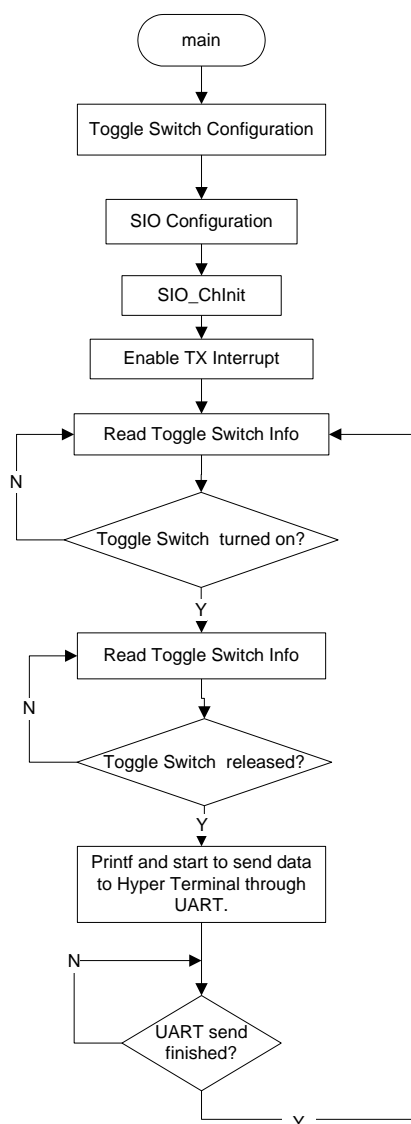 main
Toggle Switch Configuration
SIO Configuration
SIO_ChInit
Enable TX Interrupt
Read Toggle Switch Info
N
Toggle Switch turned on?
Y
Read Toggle Switch Info
N
Toggle Switch released?
Y
Printf and start to send data
to Hyper Terminal through
UART.
N
UART send
finished?
Y